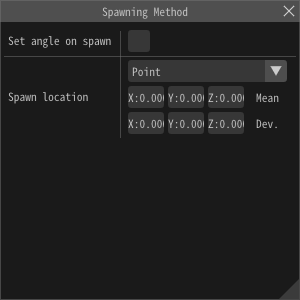 Spawning Method
Set angle on spawn
Point
Spawn location
X:0.000 Y:0.000 Z:0.000 Mean
X:0.000 Y:0.000 Z:0.000 Dev.